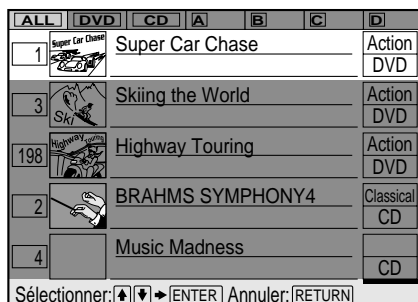 ALL DVD CD A B C D
1 Super Car Chase Super Car Chase Action
DVD
3 Ski Skiing the World Action
DVD
198 Highway Touring Highway Touring Action
DVD
2 BRAHMS SYMPHONY4 Classical
CD
4 Music Madness
CD
Sélectionner: ENTER Annuler: RETURN